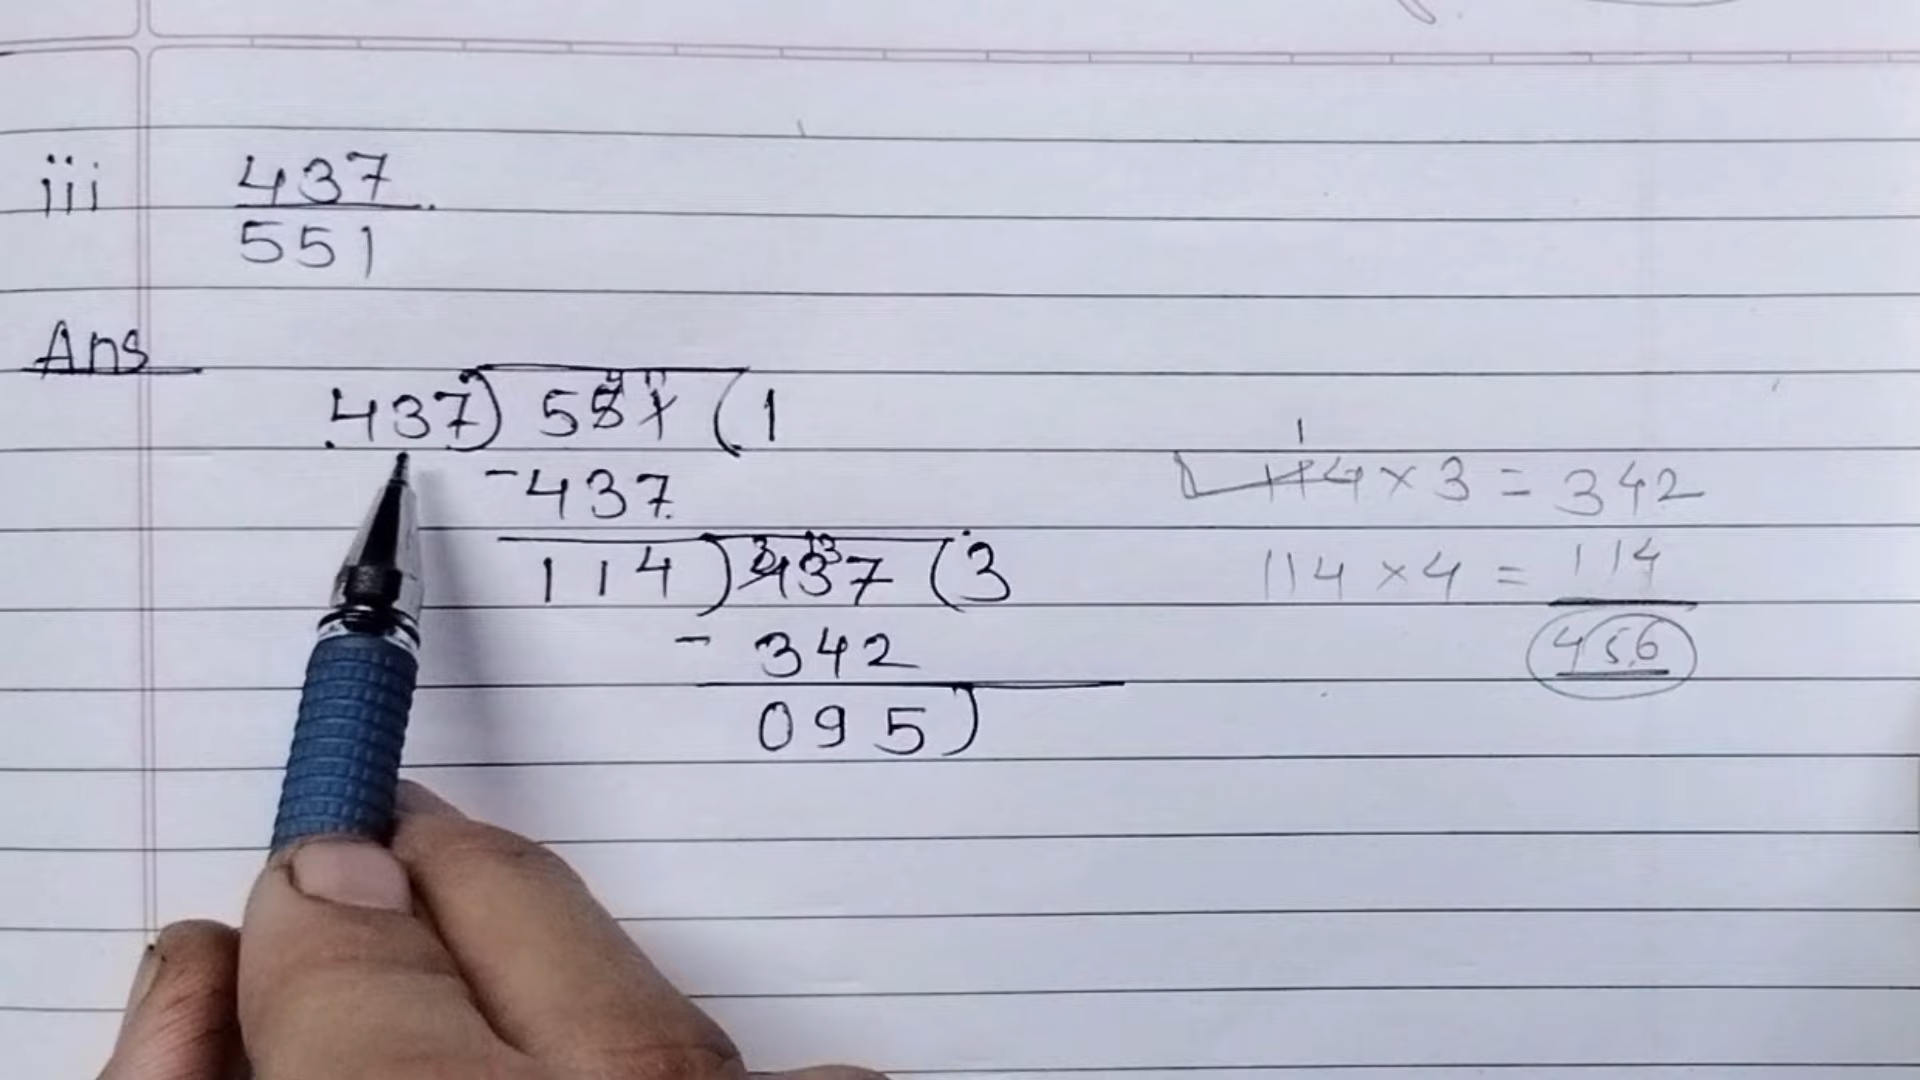 iii 437
551
Ans
437) 551 (1
-437
114) 437 (3
- 342
095)
1
114 × 3 = 342
114 × 4 = 114
456